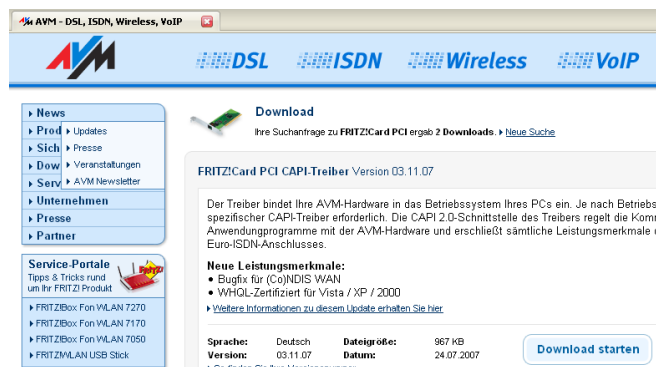 AVM - DSL, ISDN, Wireless, VoIP
AVM
DSL ISDN Wireless VoIP
News
Updates
Presse
Veranstaltungen
AVM Newsletter
Prod
Sich
Dow
Serv
Unternehmen
Presse
Partner
Service-Portale
Tipps & Tricks rund
um Ihr FRITZ! Produkt
FRITZ!Box Fon WLAN 7270
FRITZ!Box Fon WLAN 7170
FRITZ!Box Fon WLAN 7050
FRITZ!WLAN USB Stick
Download
Ihre Suchanfrage zu FRITZ!Card PCI ergab 2 Downloads. Neue Suche
FRITZ!Card PCI CAPI-Treiber Version 03.11.07
Der Treiber bindet Ihre AVM-Hardware in das Betriebssystem Ihres PCs ein. Je nach Betriebs
spezifischer CAPI-Treiber erforderlich. Die CAPI 2.0-Schnittstelle des Treibers regelt die Kom
Anwendungprogramme mit der AVM-Hardware und erschließt sämtliche Leistungsmerkmale
Euro-ISDN-Anschlusses.
Neue Leistungsmerkmale:
• Bugfix für (Co)NDIS WAN
• WHQL-Zertifiziert für Vista / XP / 2000
Weitere Informationen zu diesem Update erhalten Sie hier
Sprache: Deutsch Dateigröße: 967 KB
Version: 03.11.07 Datum: 24.07.2007
Download starten